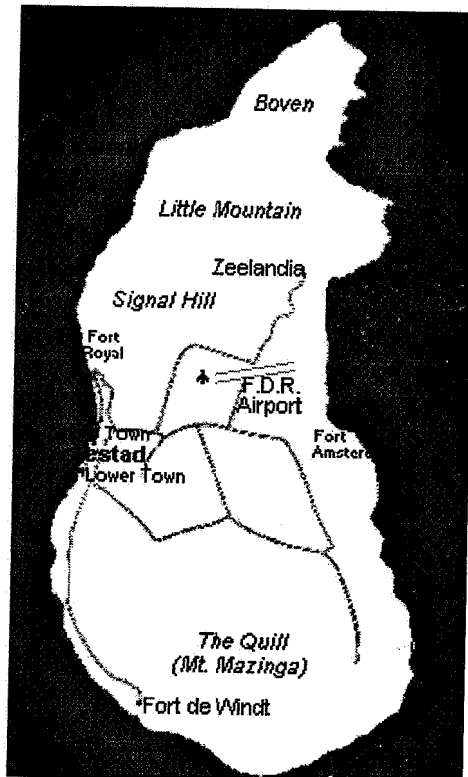 Boven
Little Mountain
Zeelandia
Signal Hill
Fort
Royal
F.D.R.
Airport
Town
estad
Lower Town
Fort
Amster
The Quill
(Mt. Mazinga)
Fort de Windt